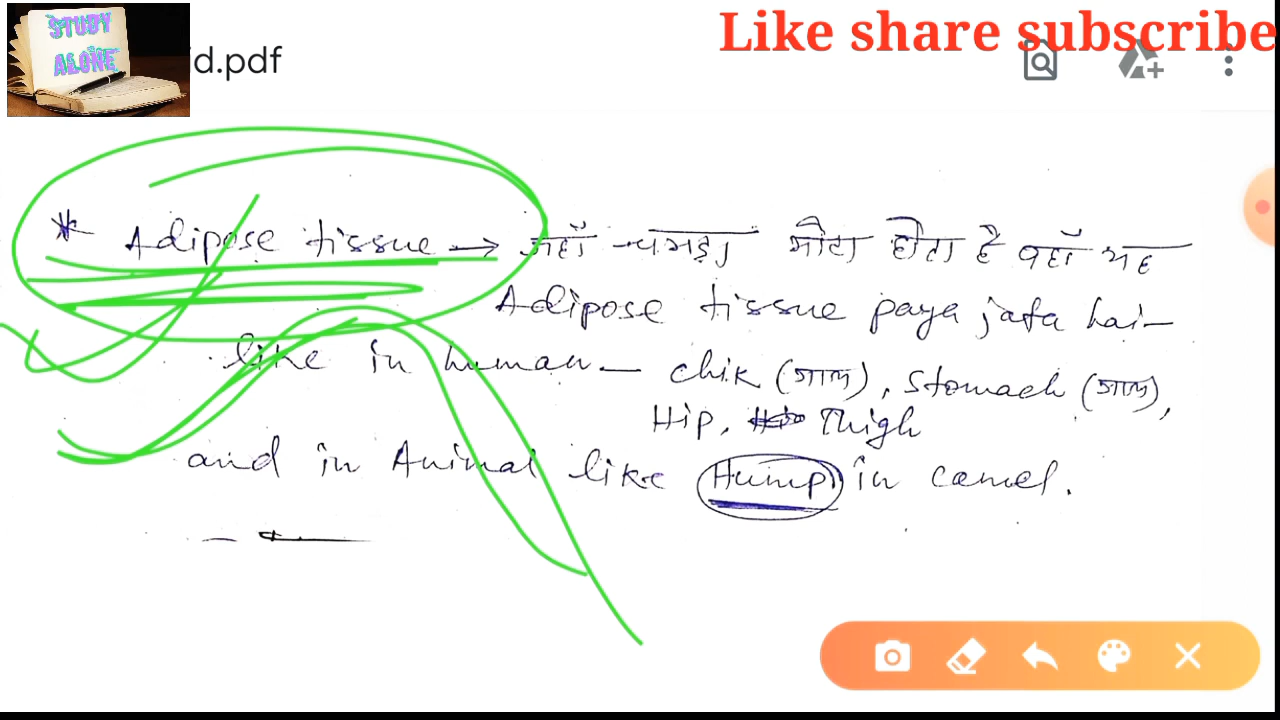 STUDY
ALONE
Like share subscribe
d.pdf
* Adipose tissue → जहाँ चमड़ा मोटा होता है वहाँ यह
Adipose tissue paya jata hai-
like in human - chik (गाल), Stomach (गाल),
Hip, Thigh
and in Animal like Hump in camel.